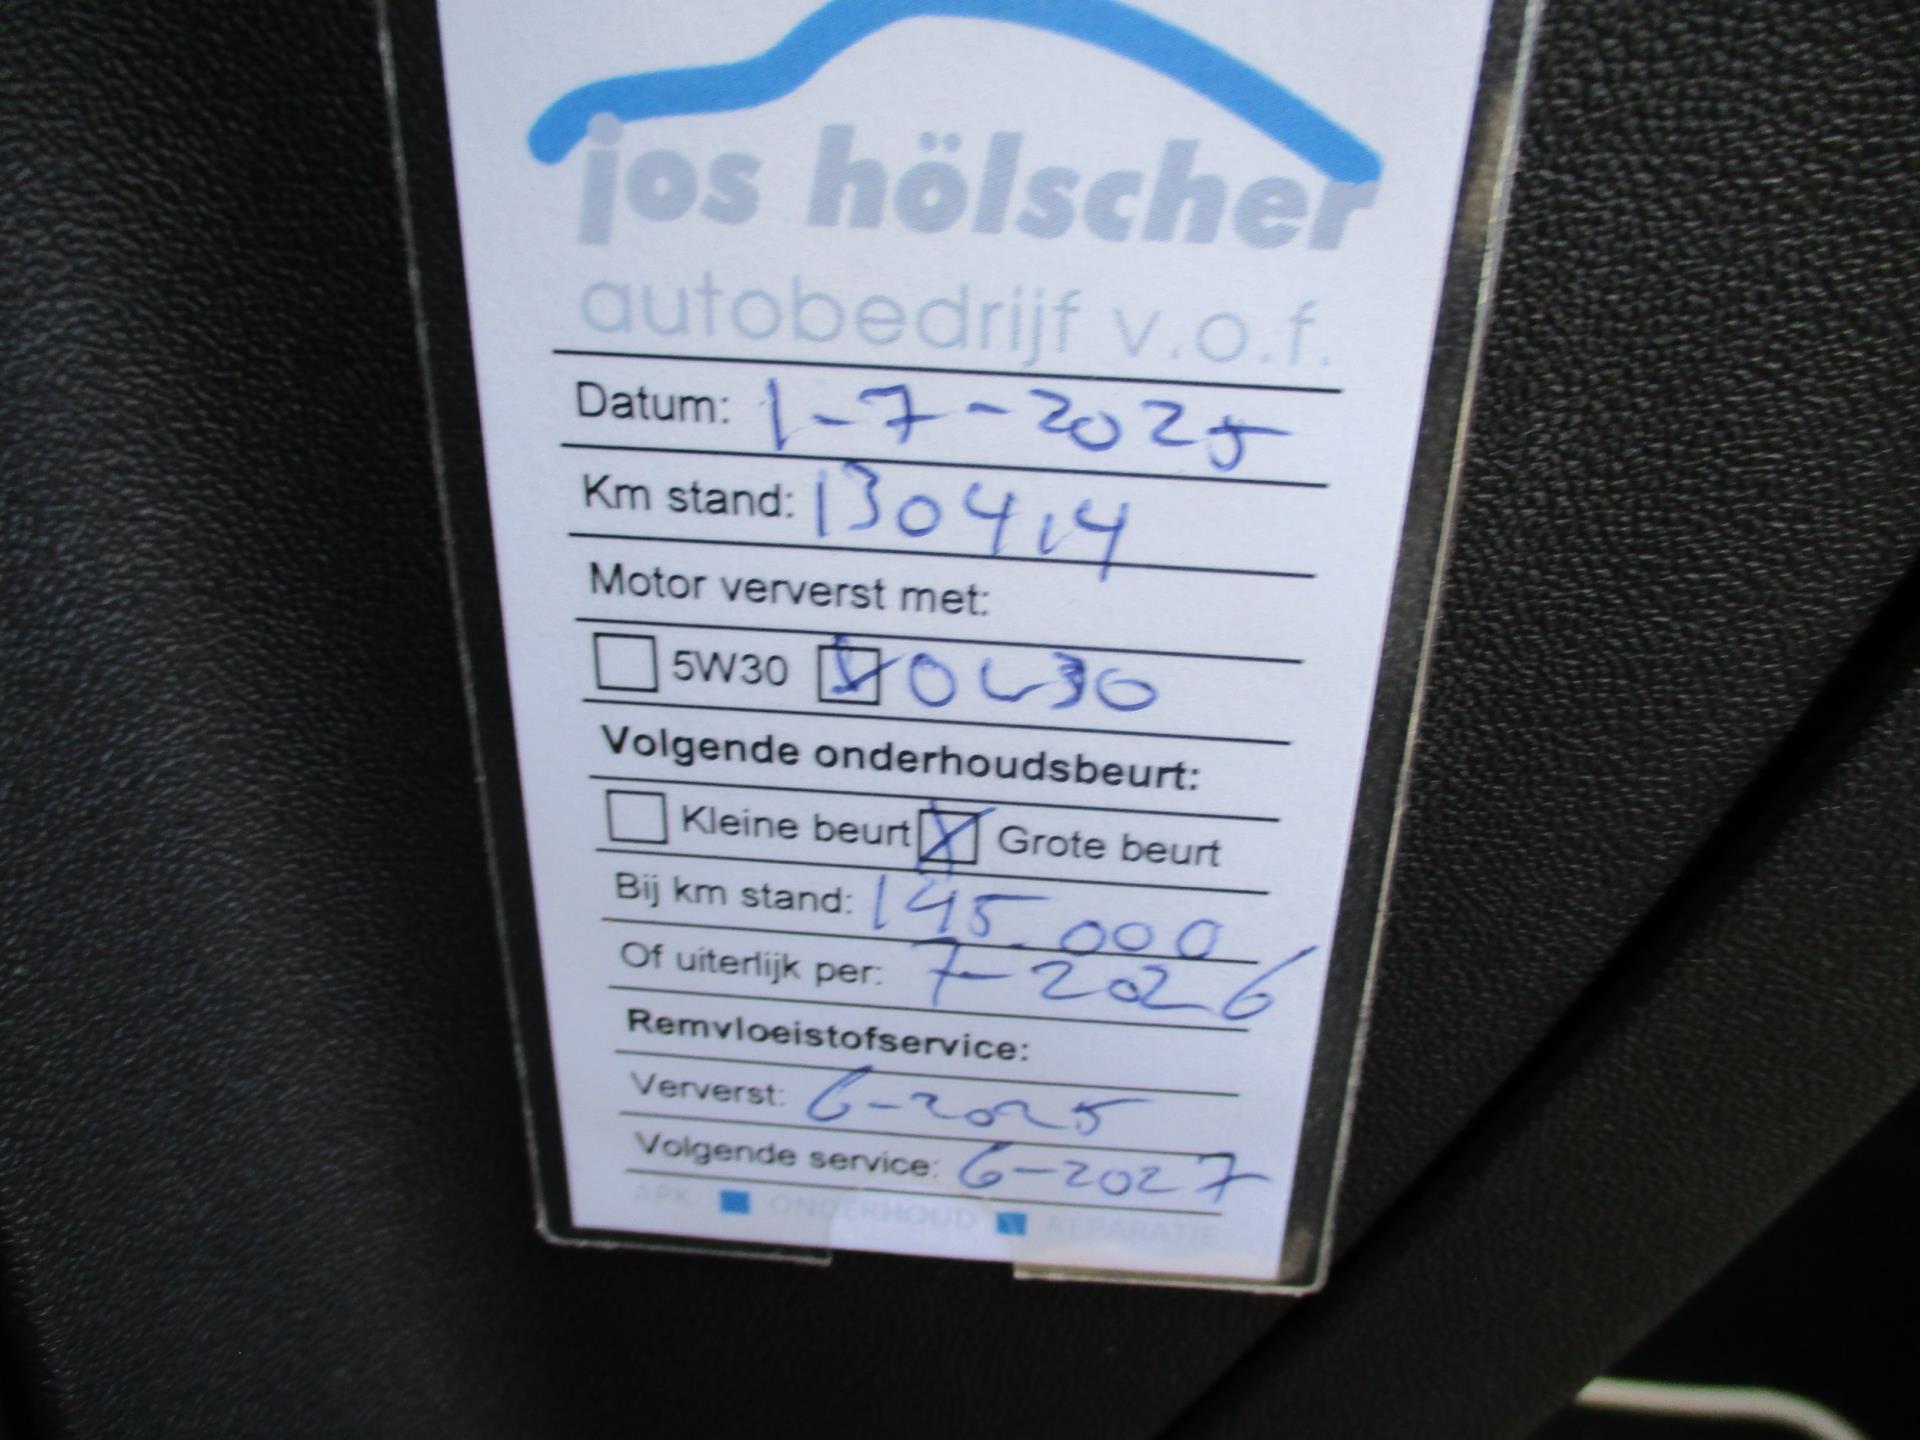 jos hölscher
autobedrijf v.o.f.
Datum: 1-7-2025
Km stand: 130414
Motor ververst met:
5W30 0W30
Volgende onderhoudsbeurt:
Kleine beurt Grote beurt
Bij km stand: 145.000
Of uiterlijk per: 7-2026
Remvloeistofservice:
Ververst: 6-2025
Volgende service: 6-2027
APK ONDERHOUD REPARATIE